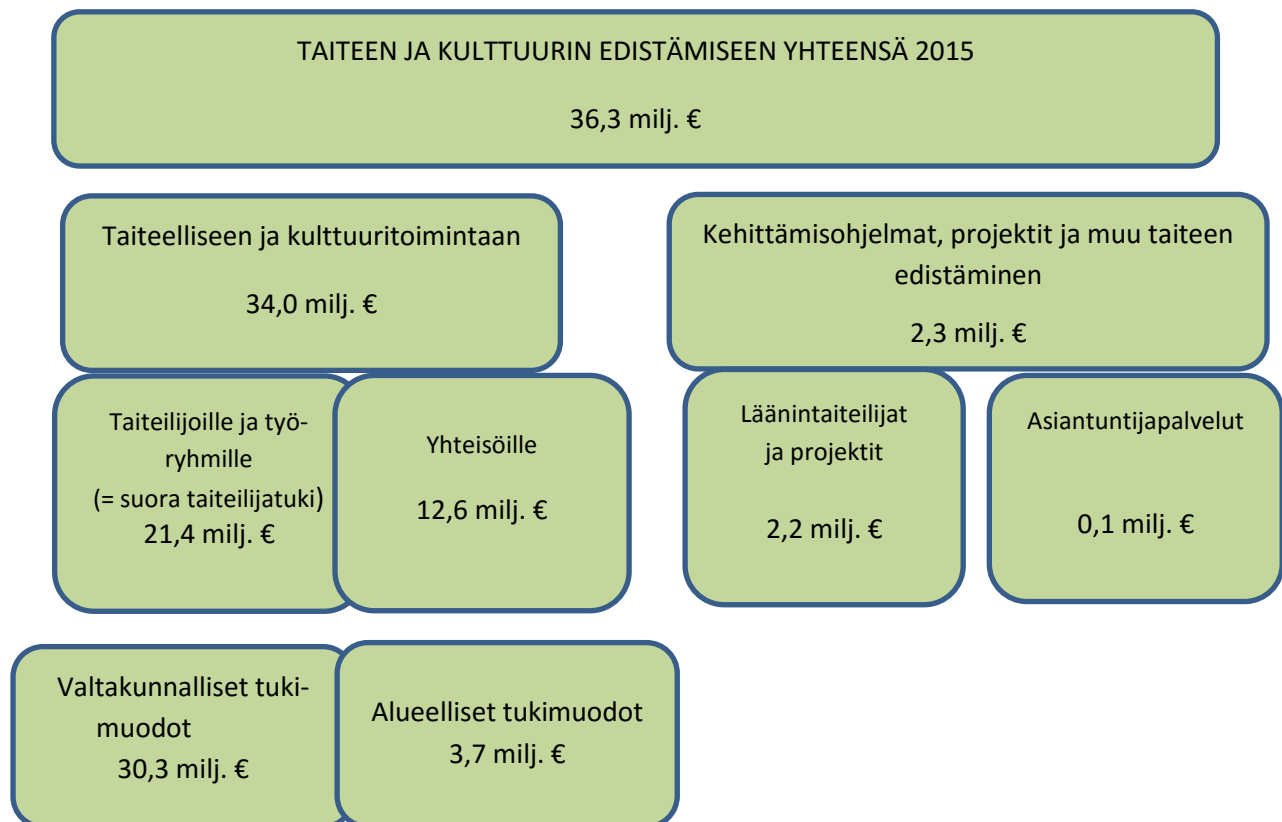 TAITEEN JA KULTTUURIN EDISTÄMISEEN YHTEENSÄ 2015
36,3 milj. €
Taiteelliseen ja kulttuuritoimintaan
34,0 milj. €
Kehittämisohjelmat, projektit ja muu taiteen
edistäminen
2,3 milj. €
Taiteilijoille ja työ-
ryhmille
(= suora taiteilijatuki)
21,4 milj. €
Yhteisöille
12,6 milj. €
Läänintaiteilijat
ja projektit
2,2 milj. €
Asiantuntijapalvelut
0,1 milj. €
Valtakunnalliset tuki-
muodot
30,3 milj. €
Alueelliset tukimuodot
3,7 milj. €